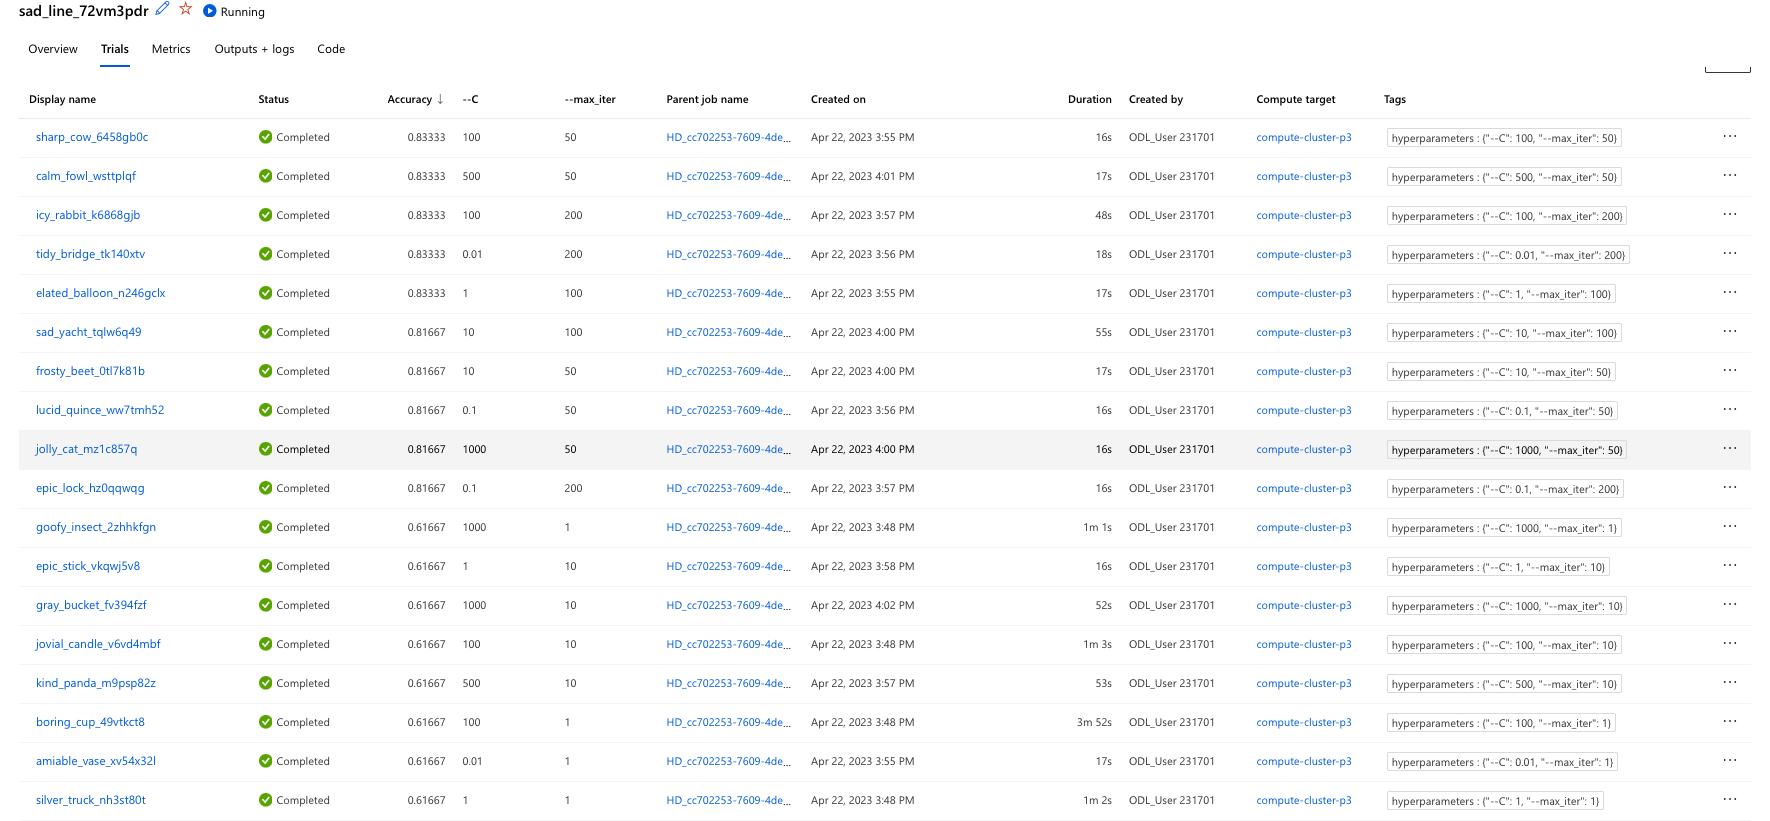 sad_line_72vm3pdr Running
Overview Trials Metrics Outputs + logs Code
Display name Status Accuracy ↓ --C --max_iter Parent job name Created on Duration Created by Compute target Tags
sharp_cow_6458gb0c Completed 0.83333 100 50 HD_cc702253-7609-4de... Apr 22, 2023 3:55 PM 16s ODL_User 231701 compute-cluster-p3 hyperparameters : {"--C": 100, "--max_iter": 50} ...
calm_fowl_wsttplqf Completed 0.83333 500 50 HD_cc702253-7609-4de... Apr 22, 2023 4:01 PM 17s ODL_User 231701 compute-cluster-p3 hyperparameters : {"--C": 500, "--max_iter": 50} ...
icy_rabbit_k6868gjb Completed 0.83333 100 200 HD_cc702253-7609-4de... Apr 22, 2023 3:57 PM 48s ODL_User 231701 compute-cluster-p3 hyperparameters : {"--C": 100, "--max_iter": 200} ...
tidy_bridge_tk140xtv Completed 0.83333 0.01 200 HD_cc702253-7609-4de... Apr 22, 2023 3:56 PM 18s ODL_User 231701 compute-cluster-p3 hyperparameters : {"--C": 0.01, "--max_iter": 200} ...
elated_balloon_n246gclx Completed 0.83333 1 100 HD_cc702253-7609-4de... Apr 22, 2023 3:55 PM 17s ODL_User 231701 compute-cluster-p3 hyperparameters : {"--C": 1, "--max_iter": 100} ...
sad_yacht_tqlw6q49 Completed 0.81667 10 100 HD_cc702253-7609-4de... Apr 22, 2023 4:00 PM 55s ODL_User 231701 compute-cluster-p3 hyperparameters : {"--C": 10, "--max_iter": 100} ...
frosty_beet_0tl7k81b Completed 0.81667 10 50 HD_cc702253-7609-4de... Apr 22, 2023 4:00 PM 17s ODL_User 231701 compute-cluster-p3 hyperparameters : {"--C": 10, "--max_iter": 50} ...
lucid_quince_ww7tmh52 Completed 0.81667 0.1 50 HD_cc702253-7609-4de... Apr 22, 2023 3:56 PM 16s ODL_User 231701 compute-cluster-p3 hyperparameters : {"--C": 0.1, "--max_iter": 50} ...
jolly_cat_mz1c857q Completed 0.81667 1000 50 HD_cc702253-7609-4de... Apr 22, 2023 4:00 PM 16s ODL_User 231701 compute-cluster-p3 hyperparameters : {"--C": 1000, "--max_iter": 50} ...
epic_lock_hz0qqwqg Completed 0.81667 0.1 200 HD_cc702253-7609-4de... Apr 22, 2023 3:57 PM 16s ODL_User 231701 compute-cluster-p3 hyperparameters : {"--C": 0.1, "--max_iter": 200} ...
goofy_insect_2zhhkfgn Completed 0.61667 1000 1 HD_cc702253-7609-4de... Apr 22, 2023 3:48 PM 1m 1s ODL_User 231701 compute-cluster-p3 hyperparameters : {"--C": 1000, "--max_iter": 1} ...
epic_stick_vkqwj5v8 Completed 0.61667 1 10 HD_cc702253-7609-4de... Apr 22, 2023 3:58 PM 16s ODL_User 231701 compute-cluster-p3 hyperparameters : {"--C": 1, "--max_iter": 10} ...
gray_bucket_fv394fzf Completed 0.61667 1000 10 HD_cc702253-7609-4de... Apr 22, 2023 4:02 PM 52s ODL_User 231701 compute-cluster-p3 hyperparameters : {"--C": 1000, "--max_iter": 10} ...
jovial_candle_v6vd4mbf Completed 0.61667 100 10 HD_cc702253-7609-4de... Apr 22, 2023 3:48 PM 1m 3s ODL_User 231701 compute-cluster-p3 hyperparameters : {"--C": 100, "--max_iter": 10} ...
kind_panda_m9psp82z Completed 0.61667 500 10 HD_cc702253-7609-4de... Apr 22, 2023 3:57 PM 53s ODL_User 231701 compute-cluster-p3 hyperparameters : {"--C": 500, "--max_iter": 10} ...
boring_cup_49vtkct8 Completed 0.61667 100 1 HD_cc702253-7609-4de... Apr 22, 2023 3:48 PM 3m 52s ODL_User 231701 compute-cluster-p3 hyperparameters : {"--C": 100, "--max_iter": 1} ...
amiable_vase_xv54x32l Completed 0.61667 0.01 1 HD_cc702253-7609-4de... Apr 22, 2023 3:55 PM 17s ODL_User 231701 compute-cluster-p3 hyperparameters : {"--C": 0.01, "--max_iter": 1} ...
silver_truck_nh3st80t Completed 0.61667 1 1 HD_cc702253-7609-4de... Apr 22, 2023 3:48 PM 1m 2s ODL_User 231701 compute-cluster-p3 hyperparameters : {"--C": 1, "--max_iter": 1} ...